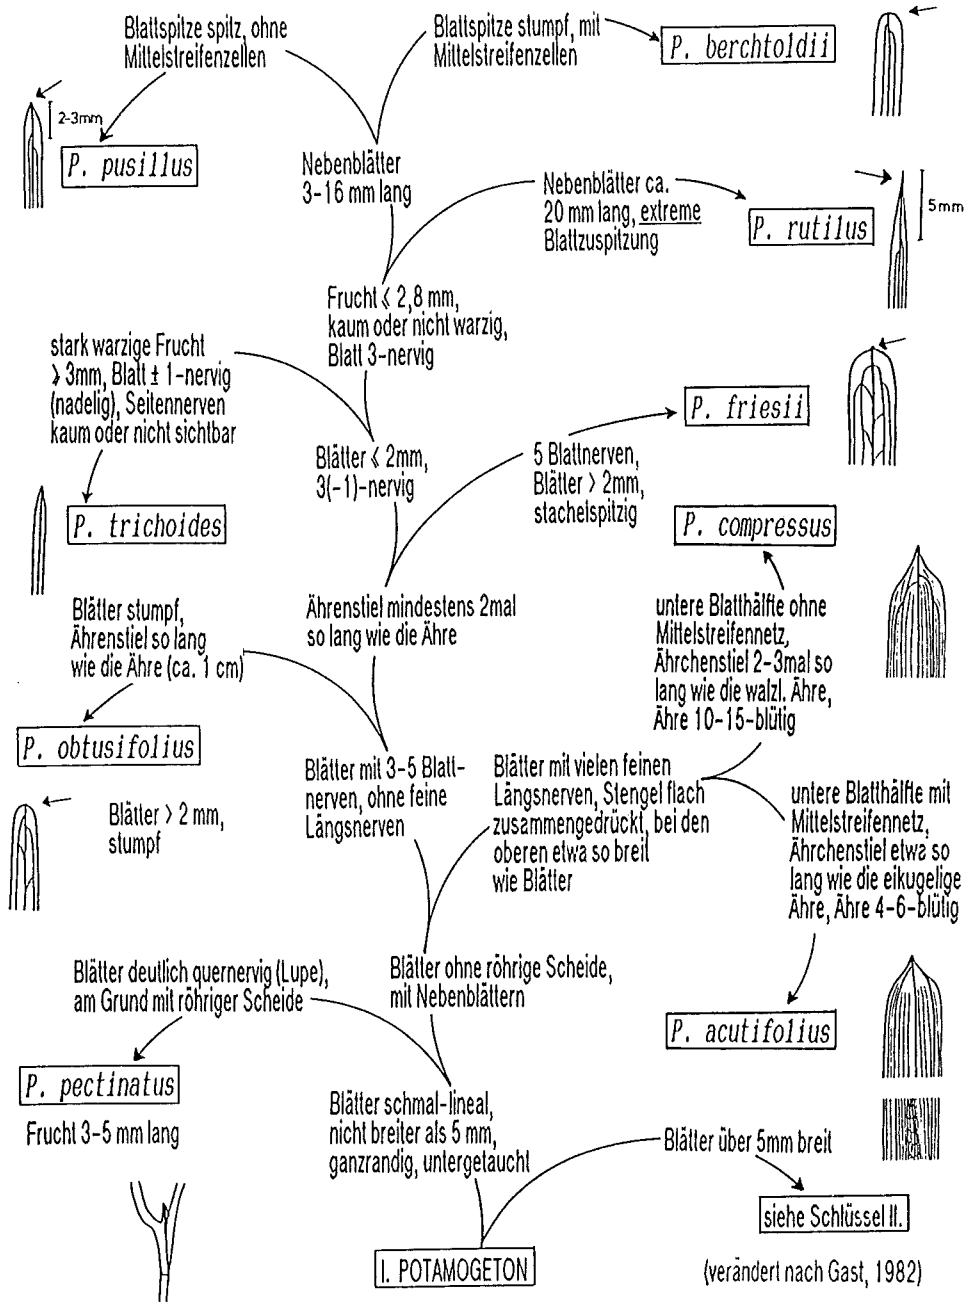 Blattspitze spitz, ohne
Mittelstreifenzellen
Blattspitze stumpf, mit
Mittelstreifenzellen
P. berchtoldii
2-3mm
P. pusillus
Nebenblätter
3-16 mm lang
Nebenblätter ca.
20 mm lang, extreme
Blattzuspitzung
P. rutilus
5mm
Frucht ≤ 2,8 mm,
kaum oder nicht warzig,
Blatt 3-nervig
stark warzige Frucht
≥ 3mm, Blatt ± 1-nervig
(nadelig), Seitennerven
kaum oder nicht sichtbar
P. friesii
Blätter ≤ 2mm,
3(-1)-nervig
5 Blattnerven,
Blätter > 2mm,
stachelspitzig
P. trichoides
P. compressus
Blätter stumpf,
Ährenstiel so lang
wie die Ähre (ca. 1 cm)
Ährenstiel mindestens 2mal
so lang wie die Ähre
untere Blatthälfte ohne
Mittelstreifennetz,
Ährchenstiel 2-3mal so
lang wie die walzl. Ähre,
Ähre 10-15-blütig
P. obtusifolius
Blätter mit 3-5 Blatt-
nerven, ohne feine
Längsnerven
Blätter mit vielen feinen
Längsnerven, Stengel flach
zusammengedrückt, bei den
oberen etwa so breit
wie Blätter
Blätter > 2 mm,
stumpf
untere Blatthälfte mit
Mittelstreifennetz,
Ährchenstiel etwa so
lang wie die eikugelige
Ähre, Ähre 4-6-blütig
Blätter deutlich quernervig (Lupe),
am Grund mit röhriger Scheide
Blätter ohne röhrige Scheide,
mit Nebenblättern
P. acutifolius
P. pectinatus
Frucht 3-5 mm lang
Blätter schmal-lineal,
nicht breiter als 5 mm,
ganzrandig, untergetaucht
Blätter über 5mm breit
siehe Schlüssel II.
I. POTAMOGETON
(verändert nach Gast, 1982)